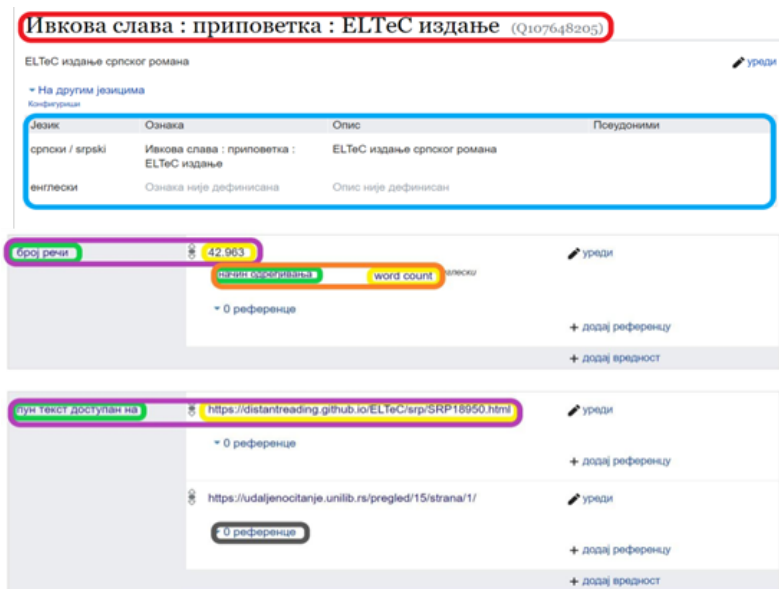 Ивкова слава : приповетка : ELTeC издање (Q107648205)
ELTeC издање српског романа
уреди
На другим језицима
Конфигуриши
Језик Ознака Опис Псеудоними
српски / srpski Ивкова слава : приповетка : ELTeC издање српског романа
ELTeC издање
енглески Ознака није дефинисана Опис није дефинисан
број речи 42.963 уреди
начин одређивања word count
0 референце
+ додај референцу
+ додај вредност
пун текст доступан на https://distantreading.github.io/ELTeC/srp/SRP18950.html уреди
0 референце
+ додај референцу
https://udaljenocitanje.unilib.rs/pregled/15/strana/1/ уреди
0 референце
+ додај референцу
+ додај вредност